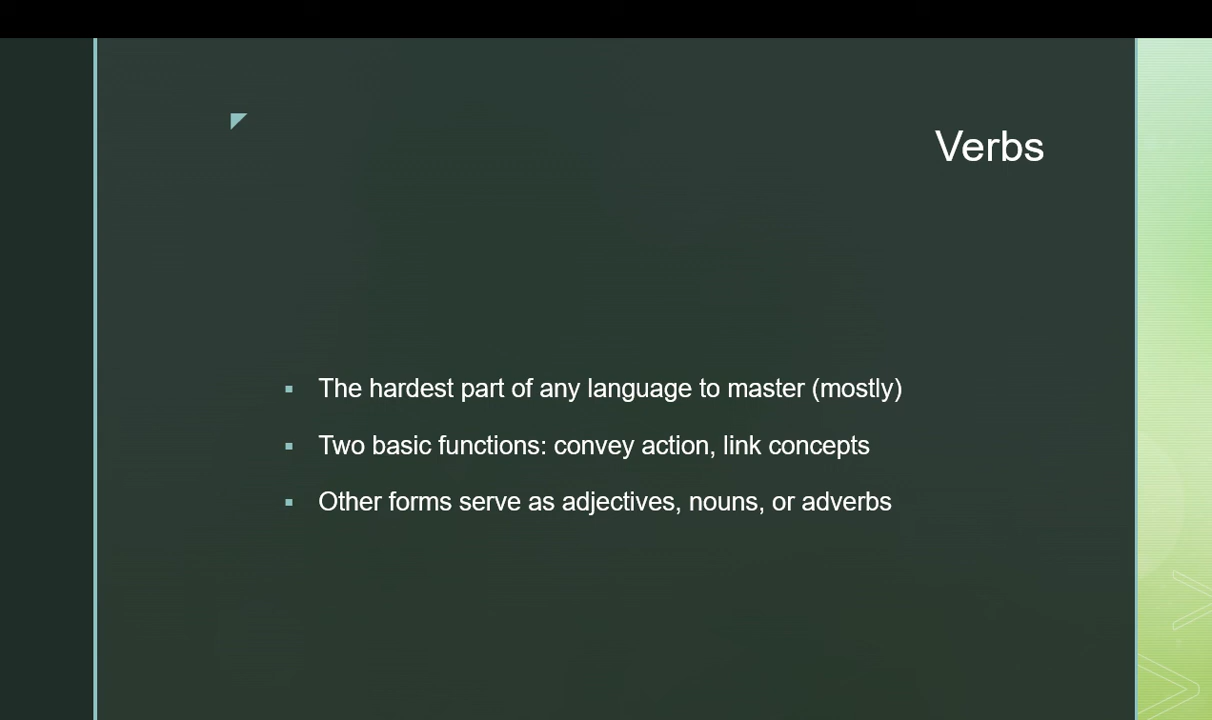 Verbs
The hardest part of any language to master (mostly)
Two basic functions: convey action, link concepts
Other forms serve as adjectives, nouns, or adverbs